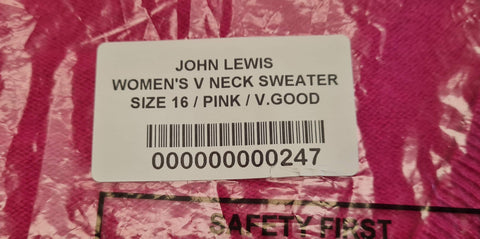 JOHN LEWIS
WOMEN'S V NECK SWEATER
SIZE 16 / PINK / V.GOOD
000000000247
SAFETY FIRST